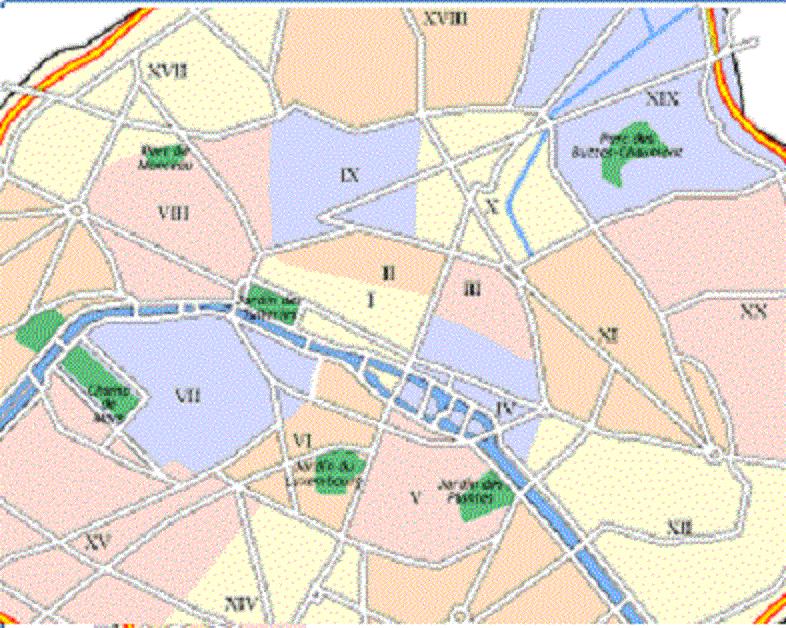 XVIII
XVII
XIX
Parc de
Monceau
Parc des
Buttes-Chaumont
IX
VIII
X
II
I
III
Jardin des
Tuileries
XX
XI
VII
Champ
de
Mars
IV
VI
Jardin du
Luxembourg
V
Jardin des
Plantes
XII
XV
XIV